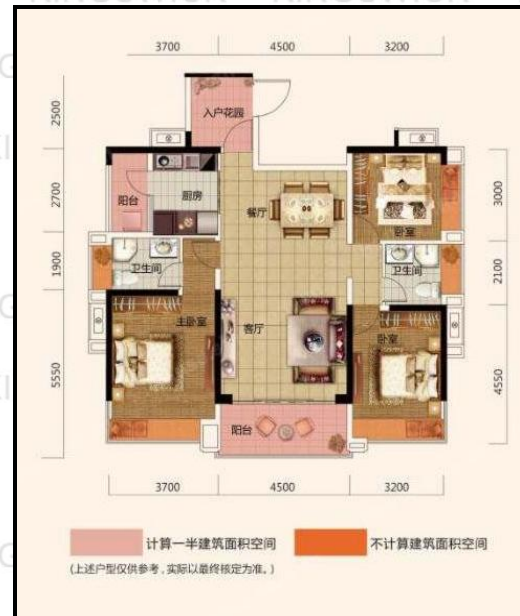 3700 4500 3200
2500
入户花园
2700
阳台
厨房
餐厅
卧室
3000
1900
卫生间
卫生间
2100
主卧室
客厅
卧室
5550
4550
阳台
3700 4500 3200
计算一半建筑面积空间 不计算建筑面积空间
(上述户型仅供参考,实际以最终核定为准。)